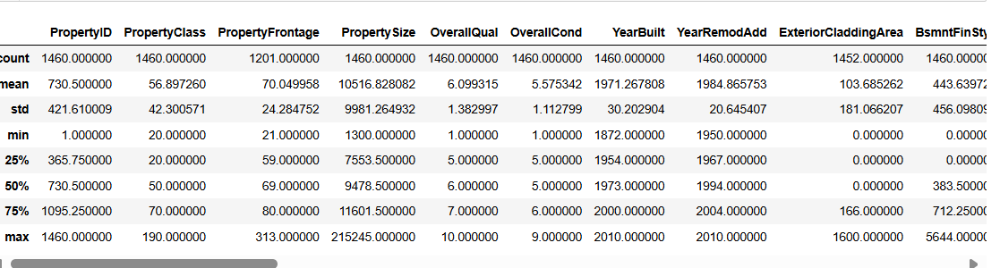 PropertyID PropertyClass PropertyFrontage PropertySize OverallQual OverallCond YearBuilt YearRemodAdd ExteriorCladdingArea BsmntFinSty
count 1460.000000 1460.000000 1201.000000 1460.000000 1460.000000 1460.000000 1460.000000 1460.000000 1452.000000 1460.00000
mean 730.500000 56.897260 70.049958 10516.828082 6.099315 5.575342 1971.267808 1984.865753 103.685262 443.63972
std 421.610009 42.300571 24.284752 9981.264932 1.382997 1.112799 30.202904 20.645407 181.066207 456.09809
min 1.000000 20.000000 21.000000 1300.000000 1.000000 1.000000 1872.000000 1950.000000 0.000000 0.00000
25% 365.750000 20.000000 59.000000 7553.500000 5.000000 5.000000 1954.000000 1967.000000 0.000000 0.00000
50% 730.500000 50.000000 69.000000 9478.500000 6.000000 5.000000 1973.000000 1994.000000 0.000000 383.50000
75% 1095.250000 70.000000 80.000000 11601.500000 7.000000 6.000000 2000.000000 2004.000000 166.000000 712.25000
max 1460.000000 190.000000 313.000000 215245.000000 10.000000 9.000000 2010.000000 2010.000000 1600.000000 5644.00000